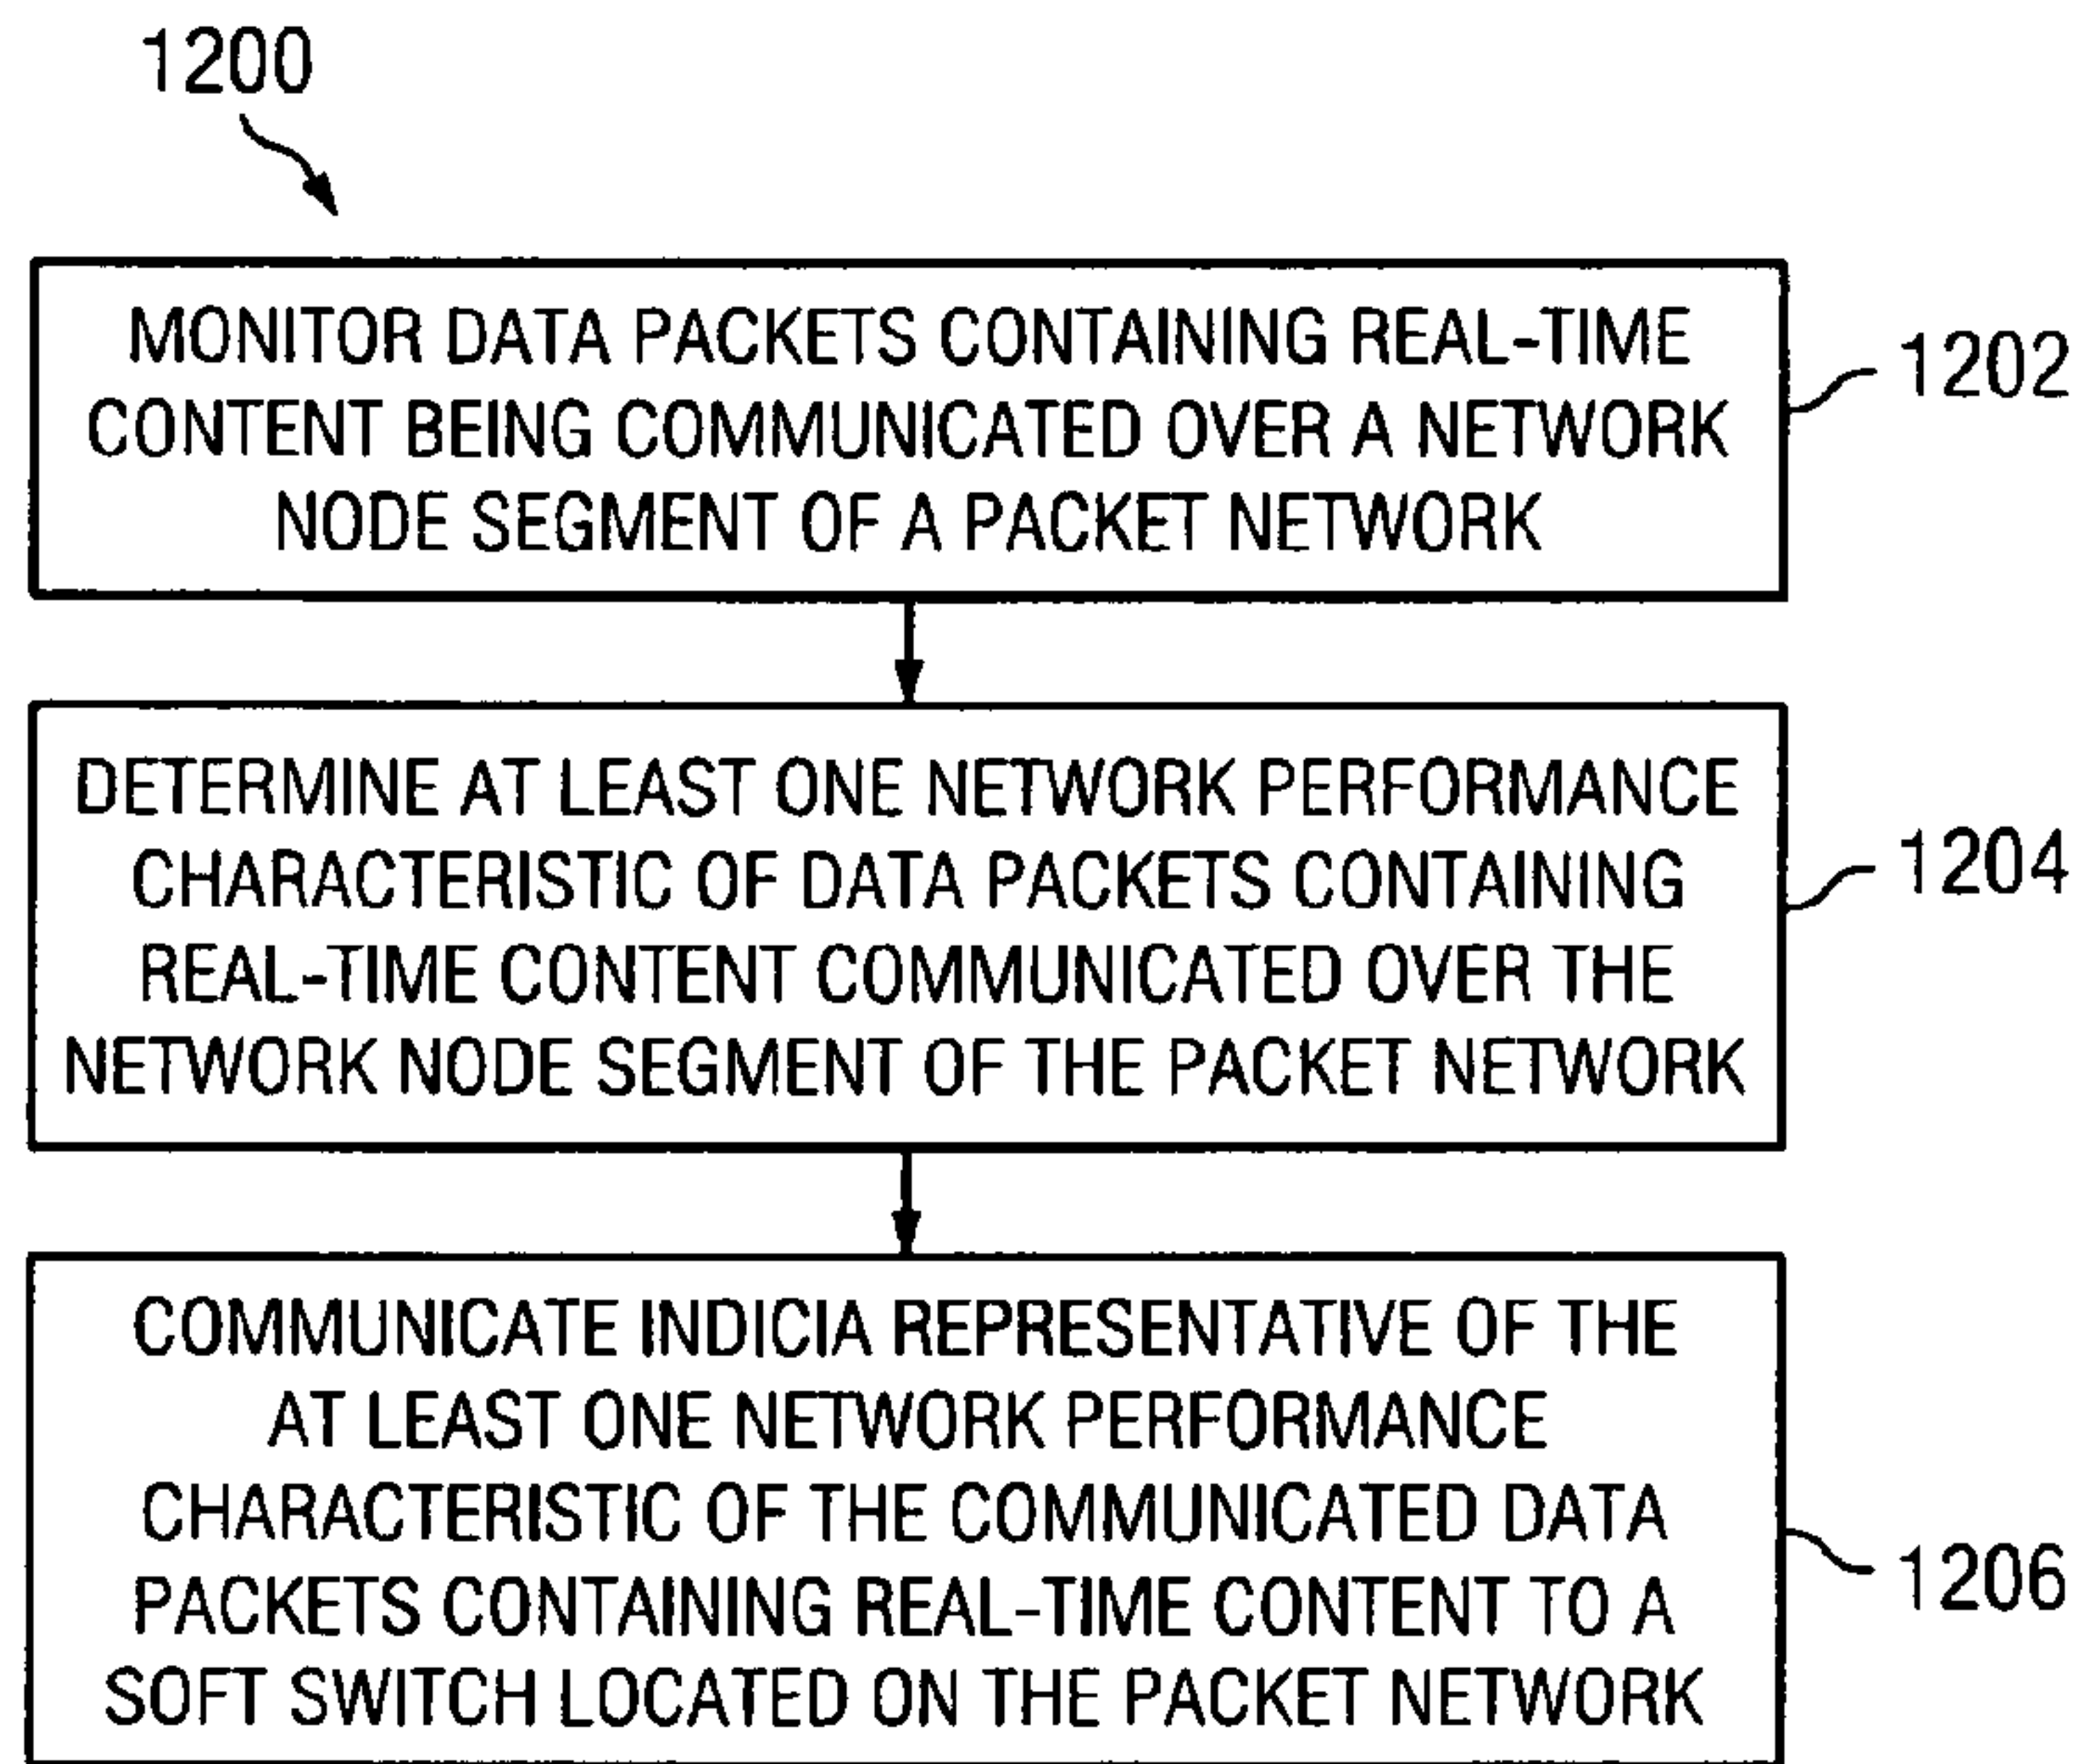 1200
MONITOR DATA PACKETS CONTAINING REAL-TIME
CONTENT BEING COMMUNICATED OVER A NETWORK
NODE SEGMENT OF A PACKET NETWORK
1202
DETERMINE AT LEAST ONE NETWORK PERFORMANCE
CHARACTERISTIC OF DATA PACKETS CONTAINING
REAL-TIME CONTENT COMMUNICATED OVER THE
NETWORK NODE SEGMENT OF THE PACKET NETWORK
1204
COMMUNICATE INDICIA REPRESENTATIVE OF THE
AT LEAST ONE NETWORK PERFORMANCE
CHARACTERISTIC OF THE COMMUNICATED DATA
PACKETS CONTAINING REAL-TIME CONTENT TO A
SOFT SWITCH LOCATED ON THE PACKET NETWORK
1206